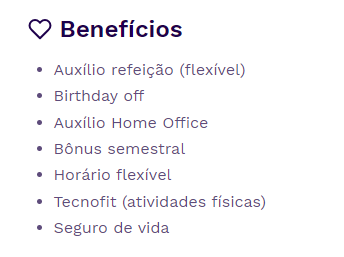 Benefícios
Auxílio refeição (flexível)
Birthday off
Auxílio Home Office
Bônus semestral
Horário flexível
Tecnofit (atividades físicas)
Seguro de vida